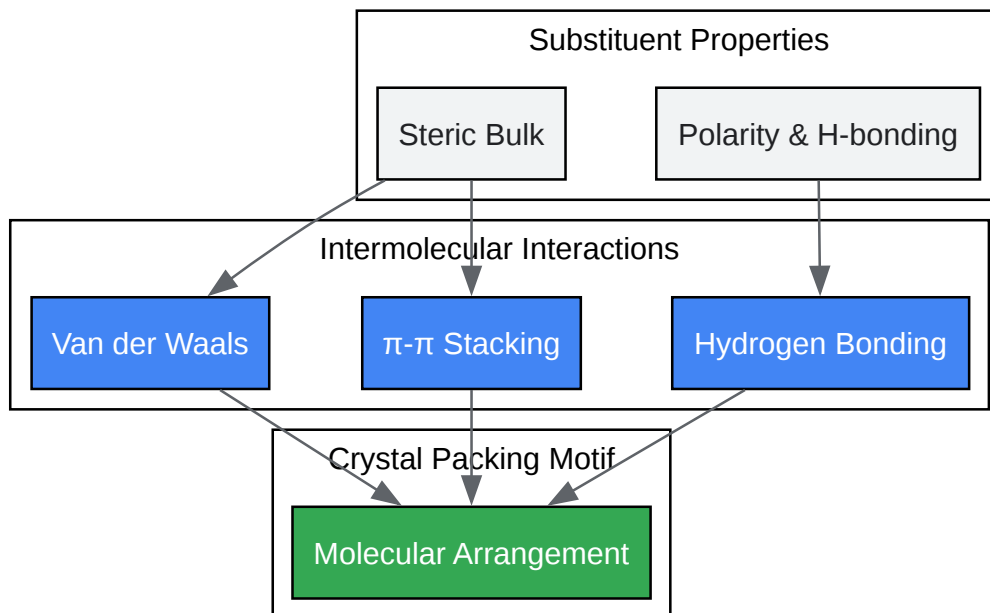 Substituent Properties
Steric Bulk
Polarity & H-bonding
Intermolecular Interactions
Van der Waals
π-π Stacking
Hydrogen Bonding
Crystal Packing Motif
Molecular Arrangement